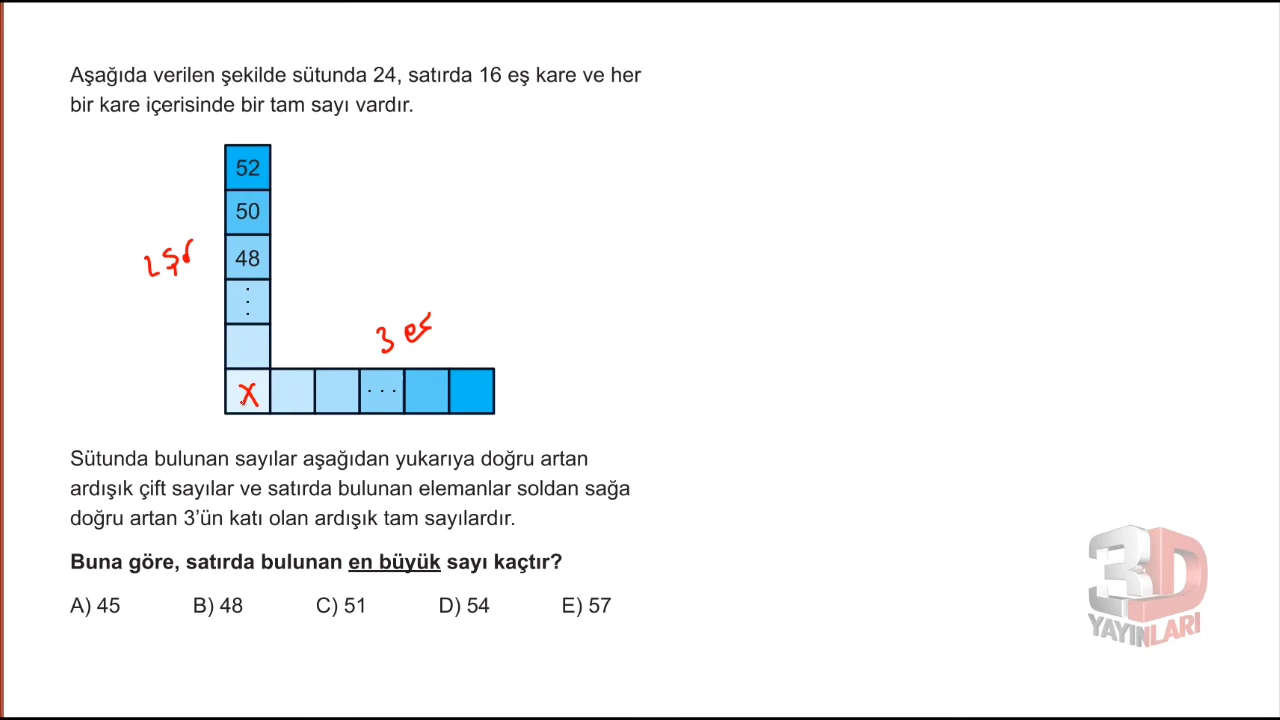 Aşağıda verilen şekilde sütunda 24, satırda 16 eş kare ve her
bir kare içerisinde bir tam sayı vardır.
52
50
48
⋮
3 er
X
· · ·
Sütunda bulunan sayılar aşağıdan yukarıya doğru artan
ardışık çift sayılar ve satırda bulunan elemanlar soldan sağa
doğru artan 3’ün katı olan ardışık tam sayılardır.
Buna göre, satırda bulunan en büyük sayı kaçtır?
A) 45 B) 48 C) 51 D) 54 E) 57
3D
YAYINLARI